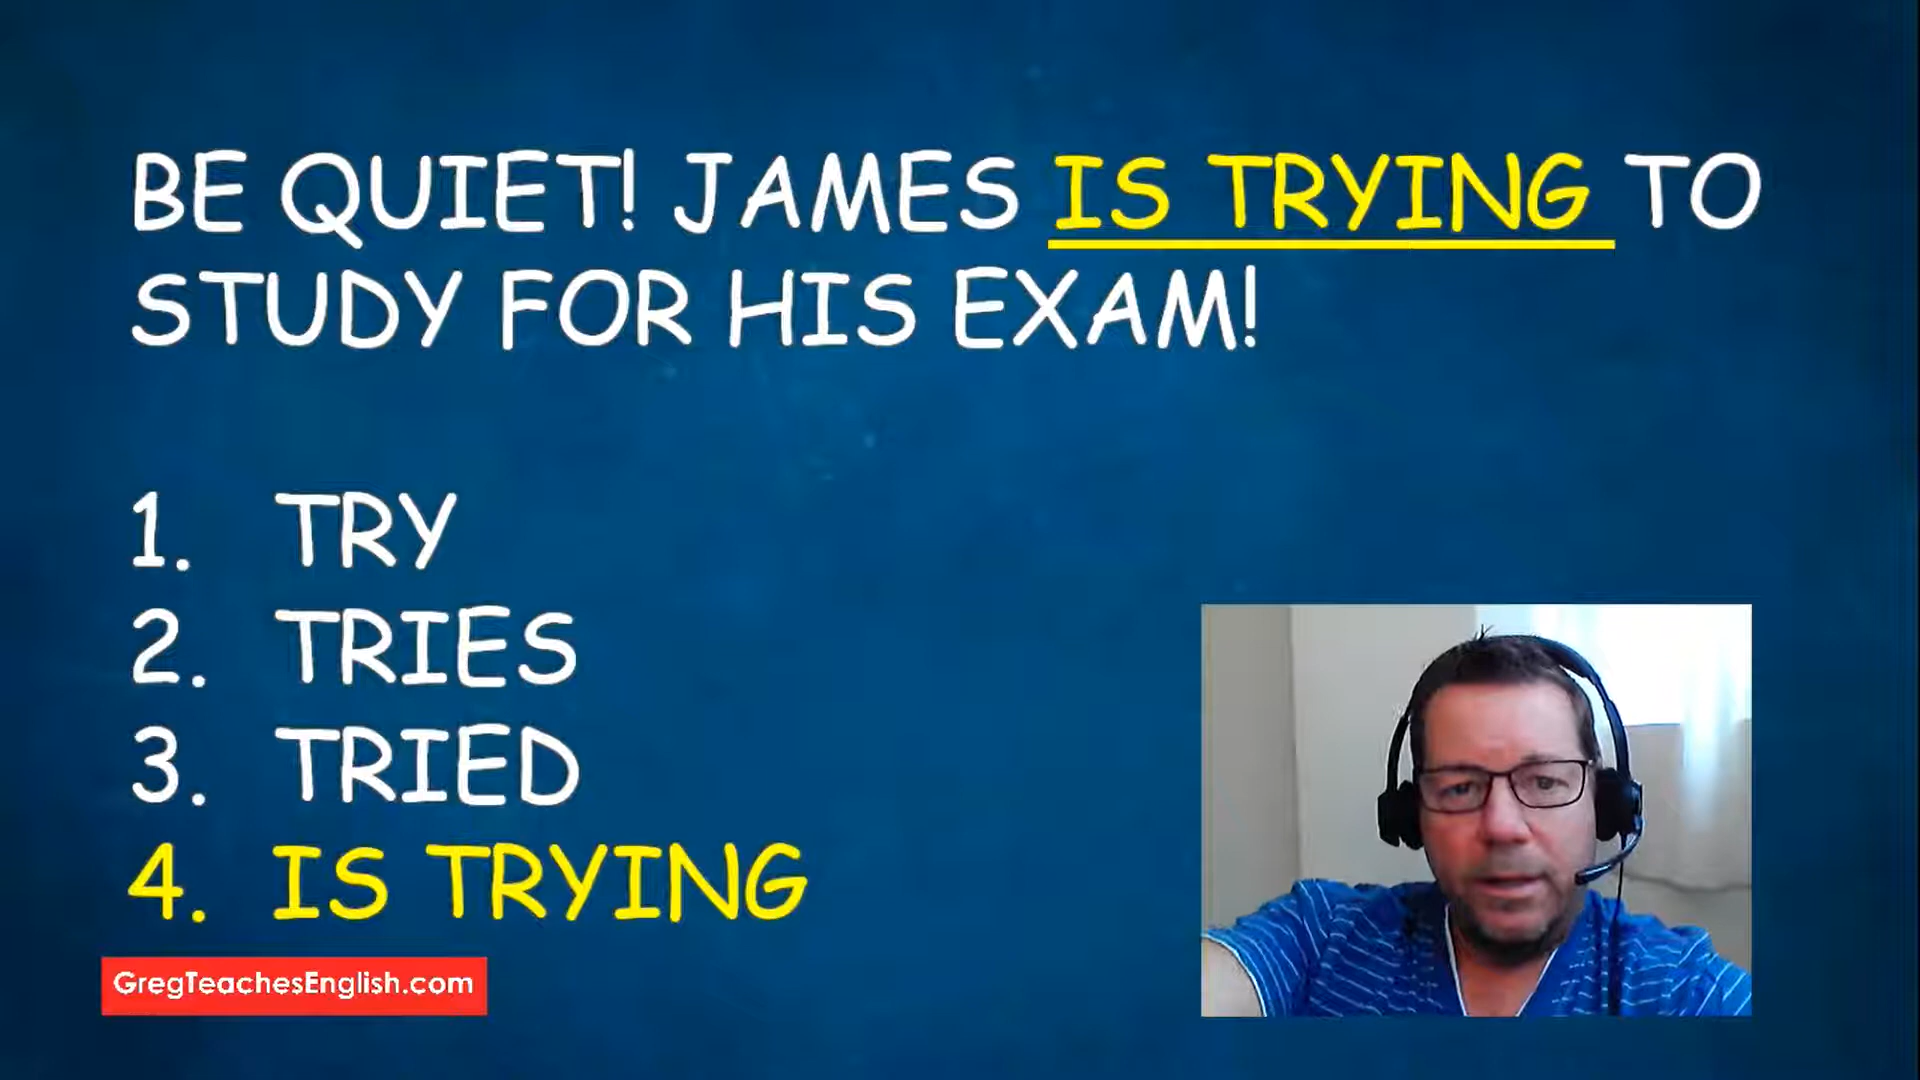 BE QUIET! JAMES IS TRYING TO
STUDY FOR HIS EXAM!
1. TRY
2. TRIES
3. TRIED
4. IS TRYING
GregTeachesEnglish.com